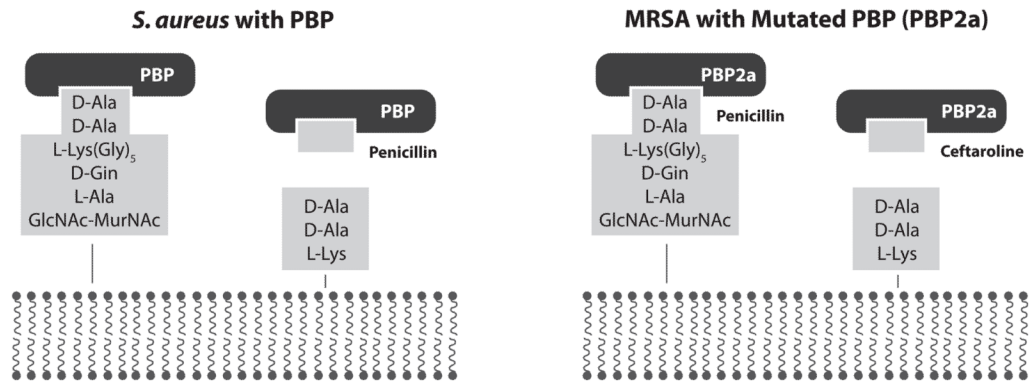 S. aureus with PBP
PBP
D-Ala
D-Ala
L-Lys(Gly)5
D-Gin
L-Ala
GlcNAc-MurNAc
PBP
Penicillin
D-Ala
D-Ala
L-Lys
MRSA with Mutated PBP (PBP2a)
PBP2a
D-Ala
D-Ala
Penicillin
L-Lys(Gly)5
D-Gin
L-Ala
GlcNAc-MurNAc
PBP2a
Ceftaroline
D-Ala
D-Ala
L-Lys